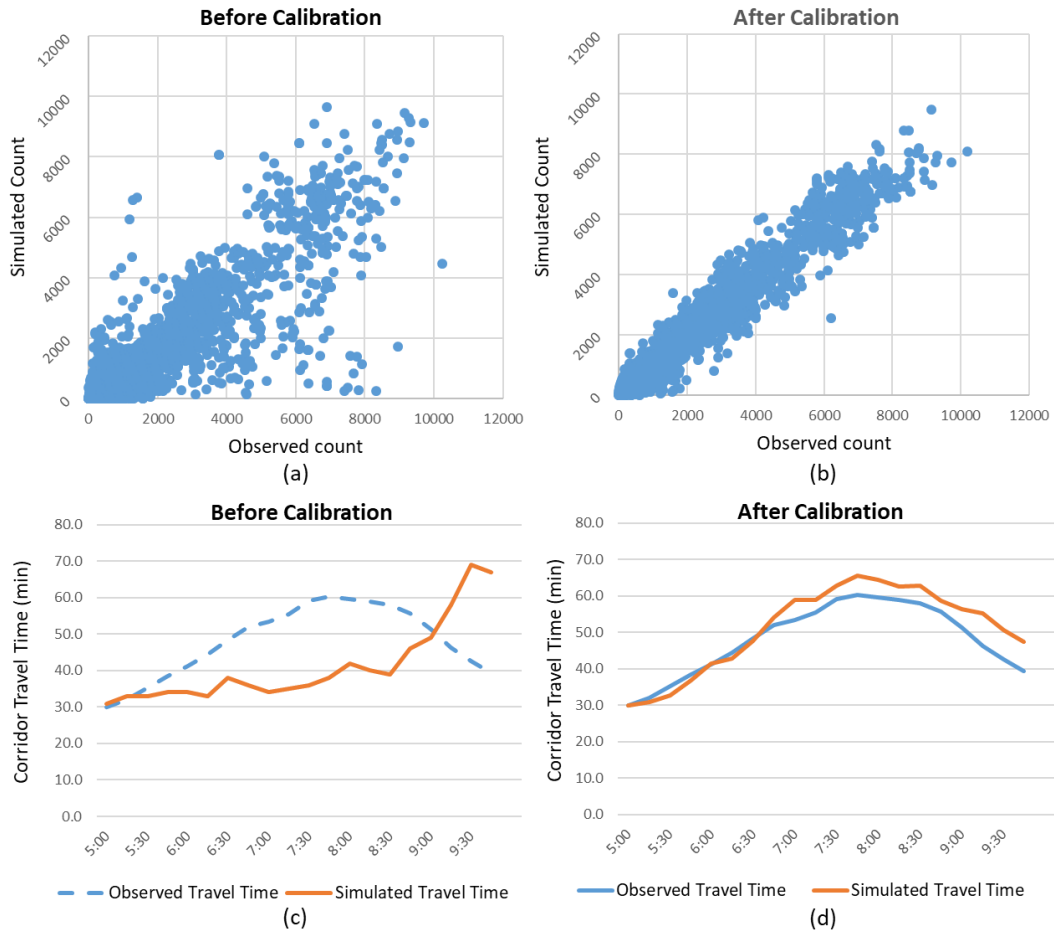 Before Calibration
12000
10000
8000
6000
4000
2000
0
Simulated Count
0 2000 4000 6000 8000 10000 12000
Observed count
(a)
After Calibration
12000
10000
8000
6000
4000
2000
0
Simulated Count
0 2000 4000 6000 8000 10000 12000
Observed count
(b)
Before Calibration
80.0
70.0
60.0
50.0
40.0
30.0
20.0
10.0
0.0
Corridor Travel Time (min)
5:00 5:30 6:00 6:30 7:00 7:30 8:00 8:30 9:00 9:30
Observed Travel Time Simulated Travel Time
(c)
After Calibration
80.0
70.0
60.0
50.0
40.0
30.0
20.0
10.0
0.0
Corridor Travel Time (min)
5:00 5:30 6:00 6:30 7:00 7:30 8:00 8:30 9:00 9:30
Observed Travel Time Simulated Travel Time
(d)